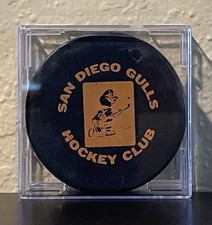 SAN DIEGO GULLS
HOCKEY CLUB